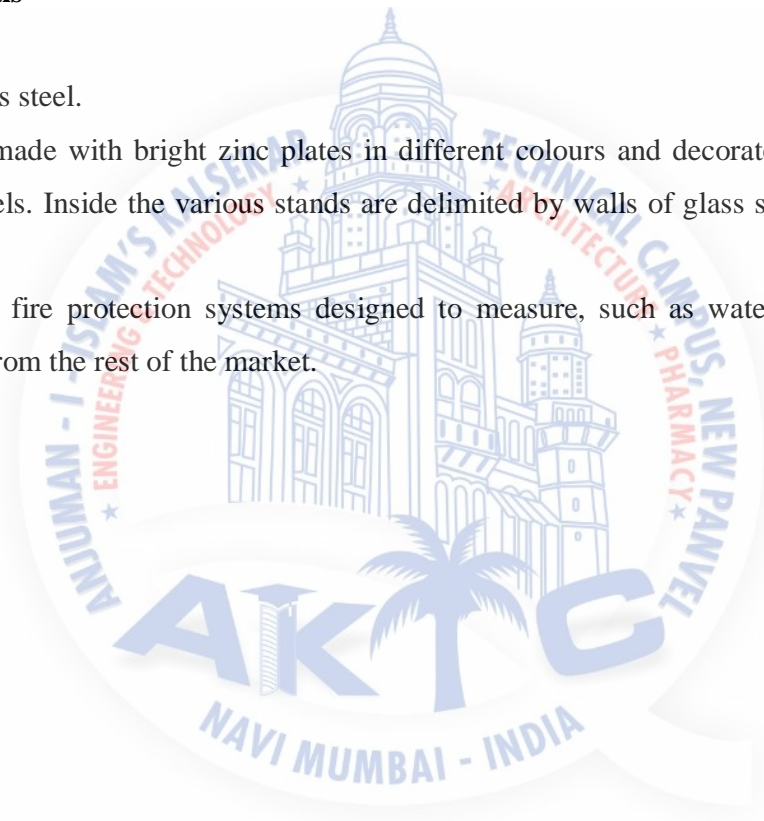 s steel.
made with bright zinc plates in different colours and decorate
els. Inside the various stands are delimited by walls of glass s
fire protection systems designed to measure, such as wate
from the rest of the market.
ANJUMAN - I - ISLAM'S KALSEKAR TECHNICAL CAMPUS, NEW PANVEL
ENGINEERING & TECHNOLOGY ★ ★ ARCHITECTURE ★ PHARMACY ★
AKTC
NAVI MUMBAI - INDIA